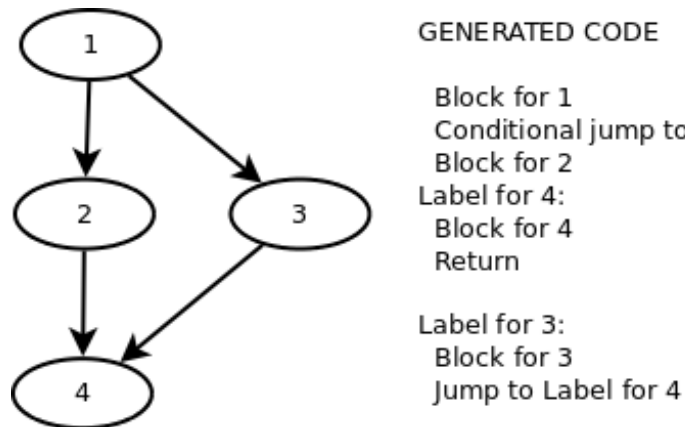 1
2
3
4
GENERATED CODE
Block for 1
Conditional jump to
Block for 2
Label for 4:
Block for 4
Return
Label for 3:
Block for 3
Jump to Label for 4